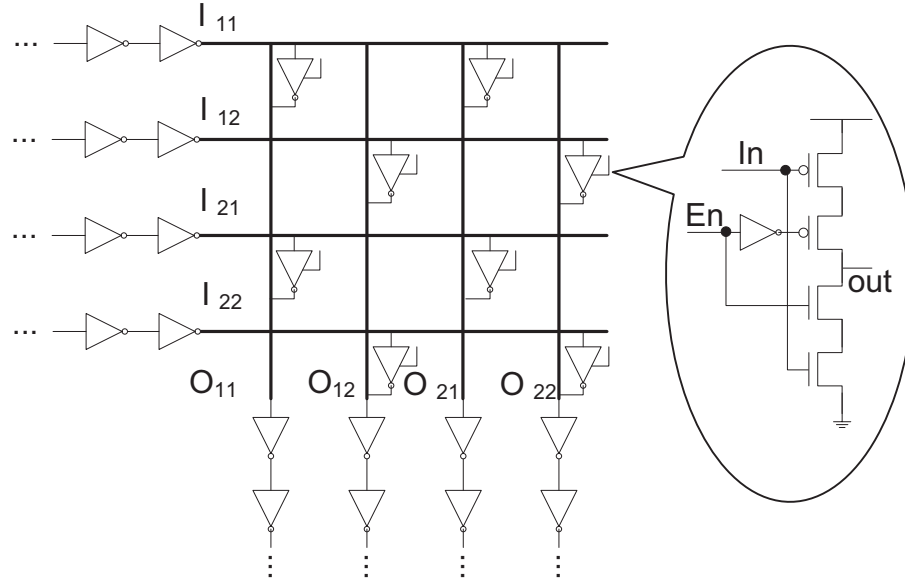 I 11
...
I 12
...
In
I 21
En
...
out
I 22
...
O11 O12 O 21 O 22
... ... ... ...